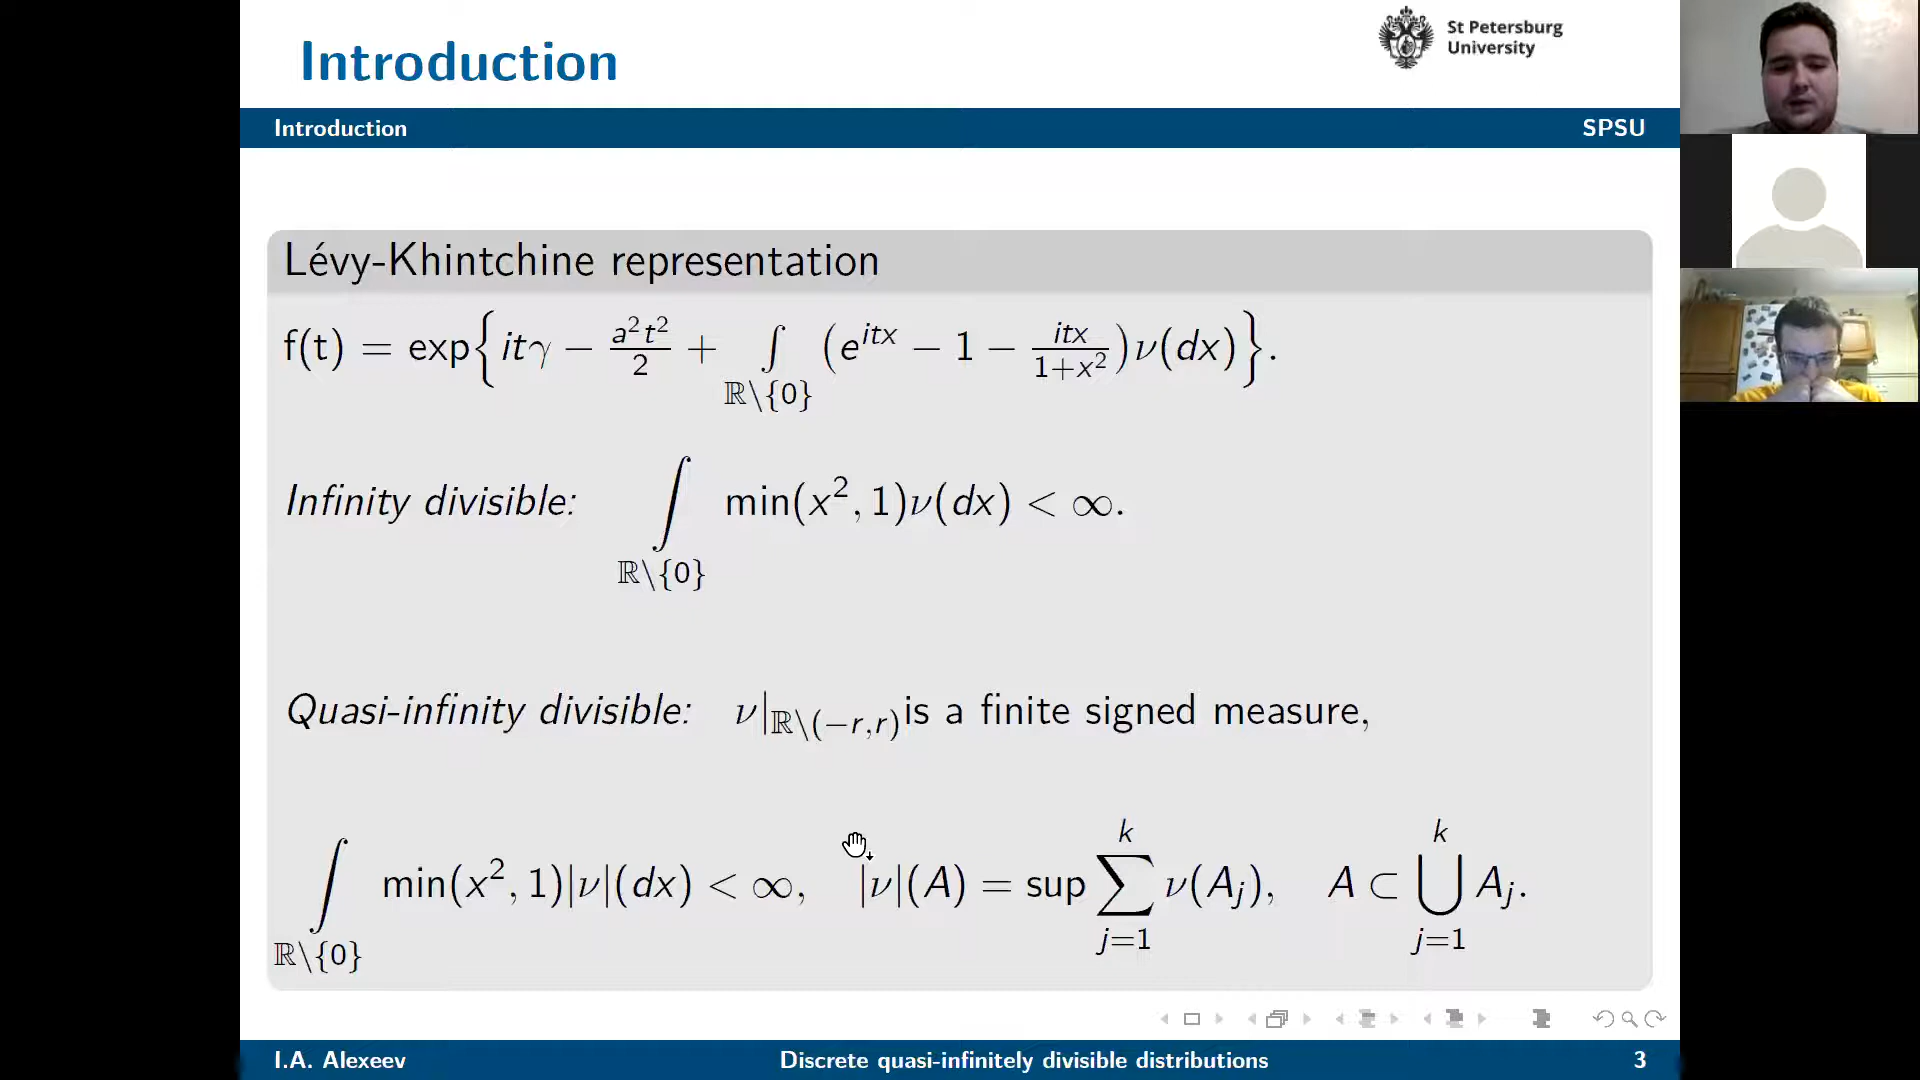 Introduction
St Petersburg
University
Introduction SPSU
Lévy-Khintchine representation
f(t) = exp{itγ − a²t²/2 + ∫_{ℝ\{0}} (e^{itx} − 1 − itx/(1+x²)) ν(dx)}.
Infinity divisible: ∫_{ℝ\{0}} min(x², 1)ν(dx) < ∞.
Quasi-infinity divisible: ν|_{ℝ\(−r,r)} is a finite signed measure,
∫_{ℝ\{0}} min(x², 1)|ν|(dx) < ∞, |ν|(A) = sup ∑_{j=1}^{k} ν(A_j), A ⊂ ⋃_{j=1}^{k} A_j.
I.A. Alexeev Discrete quasi-infinitely divisible distributions 3